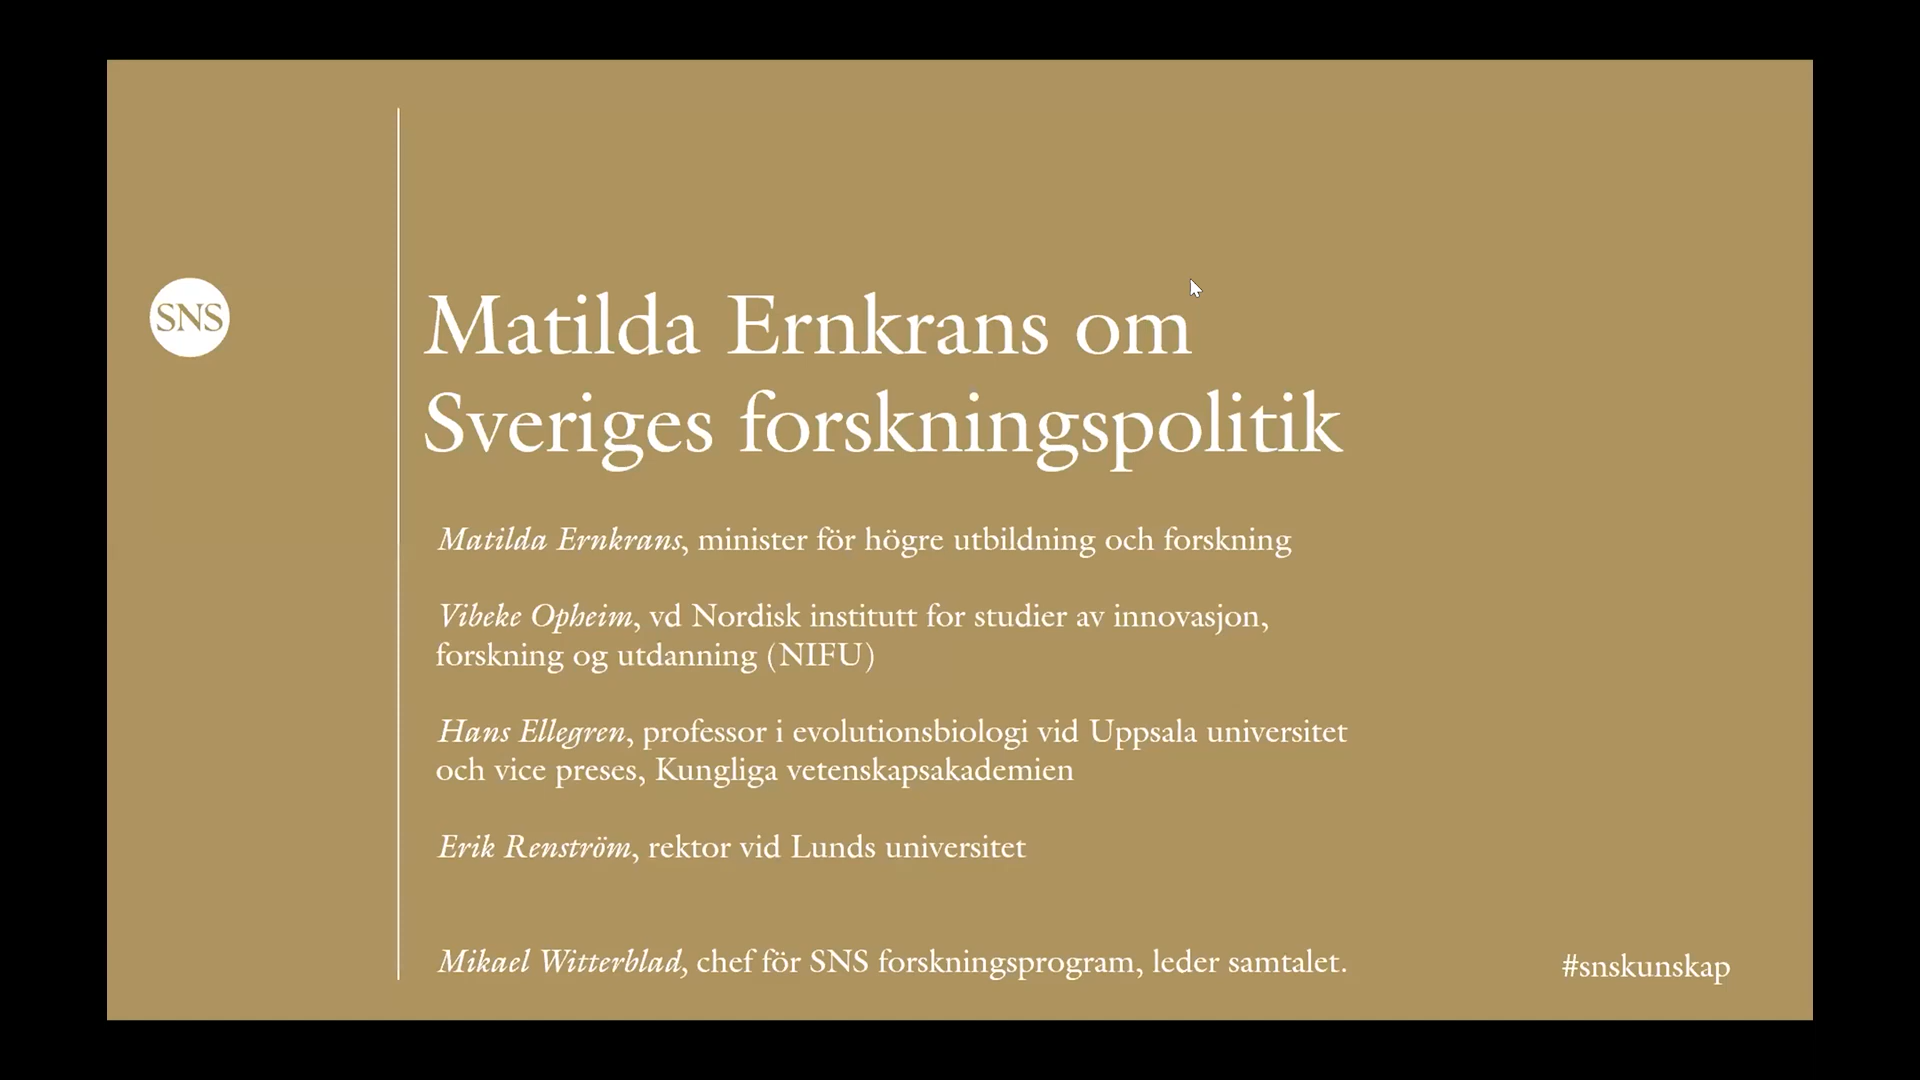 SNS
Matilda Ernkrans om
Sveriges forskningspolitik
Matilda Ernkrans, minister för högre utbildning och forskning
Vibeke Opheim, vd Nordisk institutt for studier av innovasjon,
forskning og utdanning (NIFU)
Hans Ellegren, professor i evolutionsbiologi vid Uppsala universitet
och vice preses, Kungliga vetenskapsakademien
Erik Renström, rektor vid Lunds universitet
Mikael Witterblad, chef för SNS forskningsprogram, leder samtalet.
#snskunskap